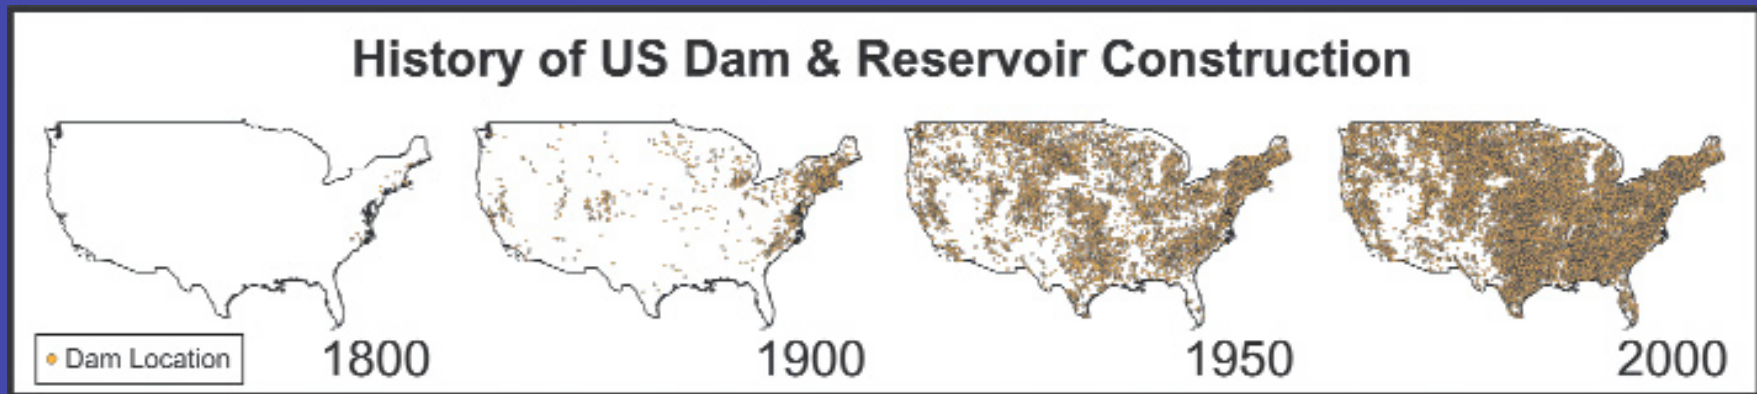 History of US Dam & Reservoir Construction
Dam Location
1800
1900
1950
2000